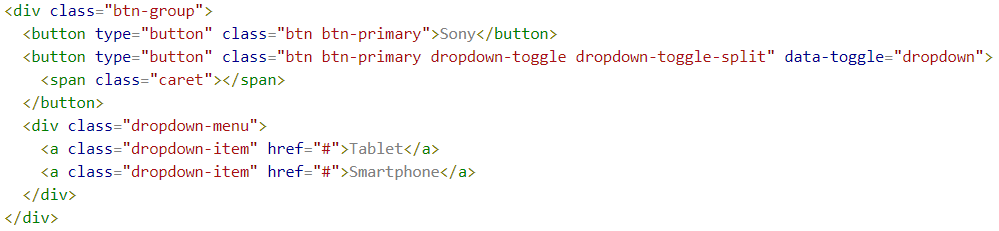 <div class="btn-group">
  <button type="button" class="btn btn-primary">Sony</button>
  <button type="button" class="btn btn-primary dropdown-toggle dropdown-toggle-split" data-toggle="dropdown">
    <span class="caret"></span>
  </button>
  <div class="dropdown-menu">
    <a class="dropdown-item" href="#">Tablet</a>
    <a class="dropdown-item" href="#">Smartphone</a>
  </div>
</div>